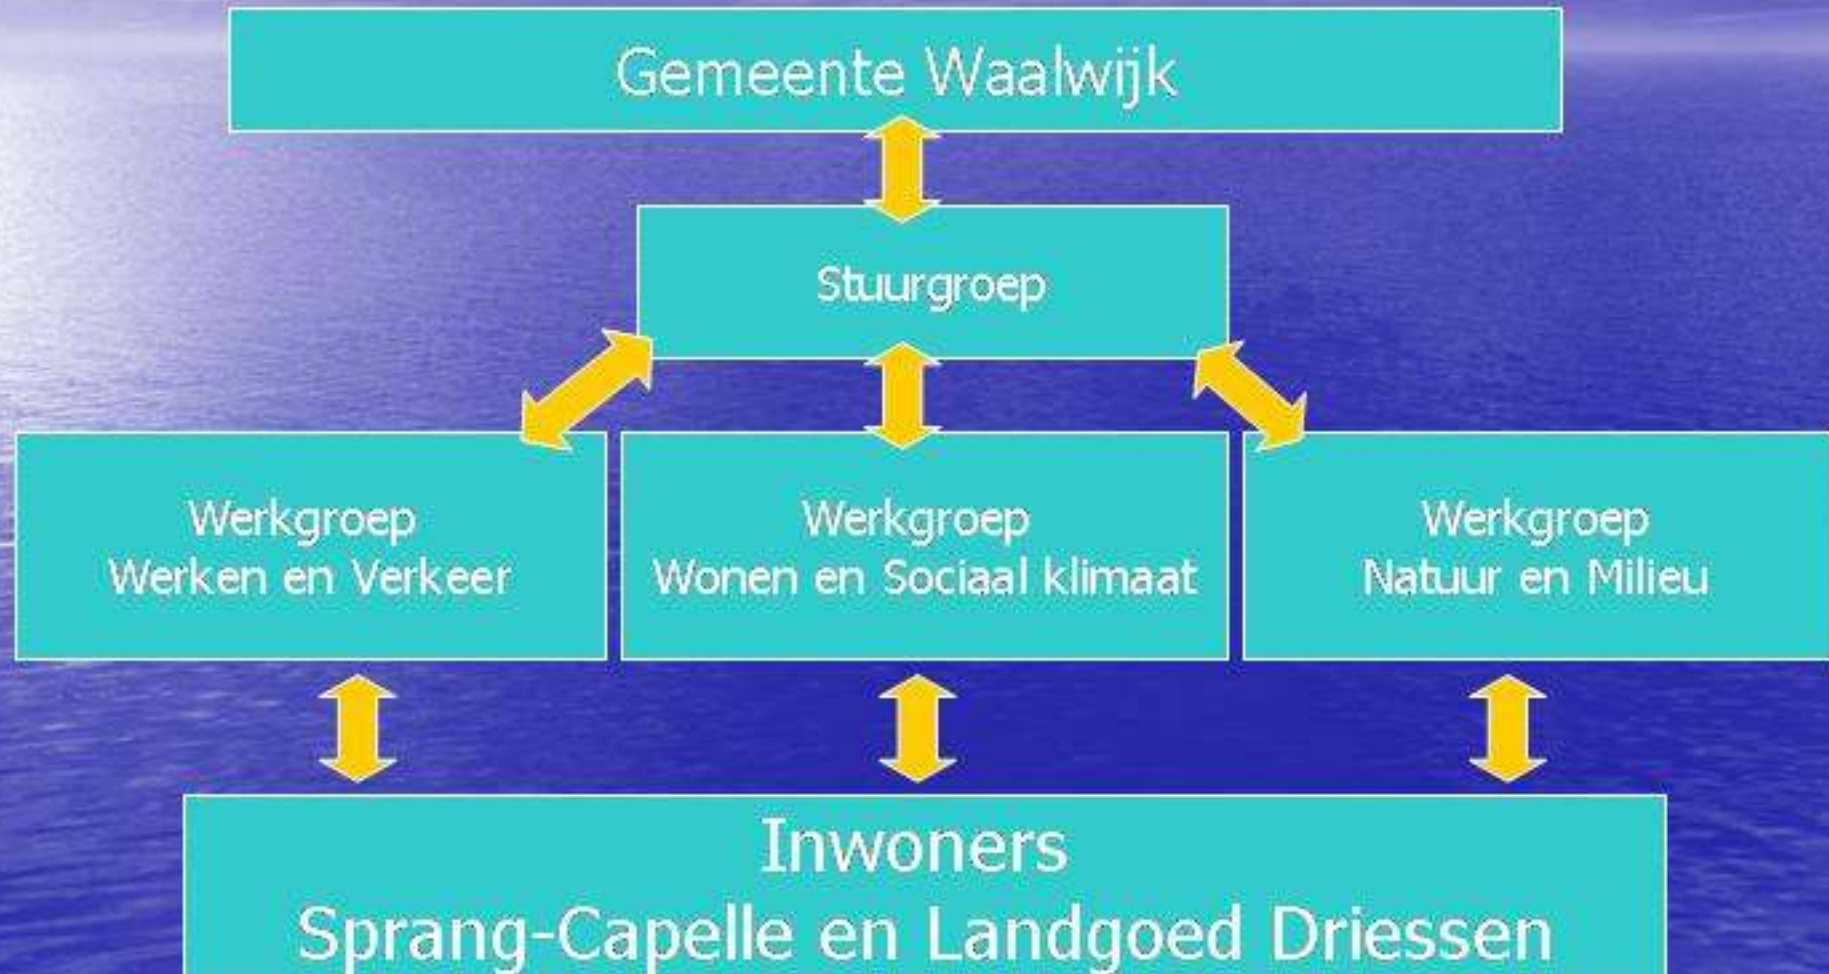 Gemeente Waalwijk
Stuurgroep
Werkgroep
Werken en Verkeer
Werkgroep
Wonen en Sociaal klimaat
Werkgroep
Natuur en Milieu
Inwoners
Sprang-Capelle en Landgoed Driessen